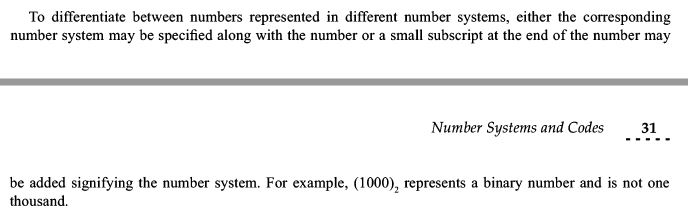 To differentiate between numbers represented in different number systems, either the corresponding
number system may be specified along with the number or a small subscript at the end of the number may
Number Systems and Codes 31
be added signifying the number system. For example, (1000)₂ represents a binary number and is not one
thousand.